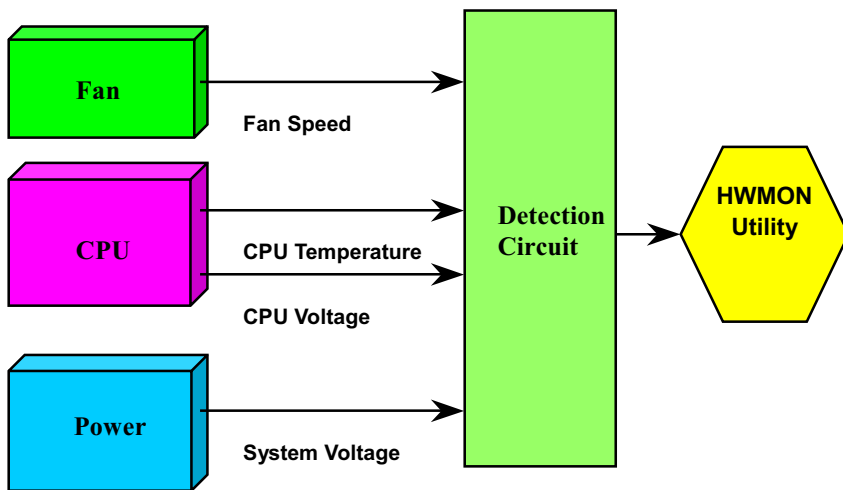 Fan
Fan Speed
CPU
CPU Temperature
CPU Voltage
Power
System Voltage
Detection
Circuit
HWMON
Utility